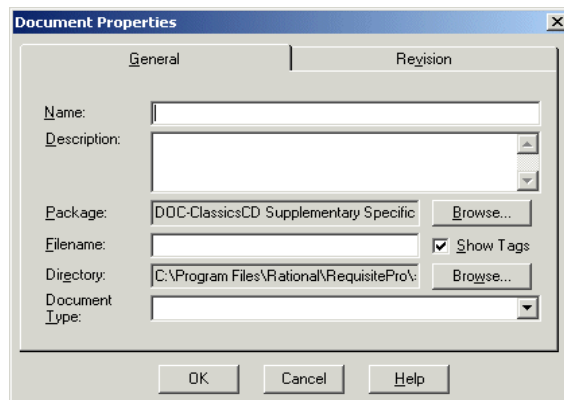 Document Properties
General Revision
Name:
Description:
Package: DOC-ClassicsCD Supplementary Specific Browse...
Filename: Show Tags
Directory: C:\Program Files\Rational\RequisitePro\ Browse...
Document
Type:
OK Cancel Help